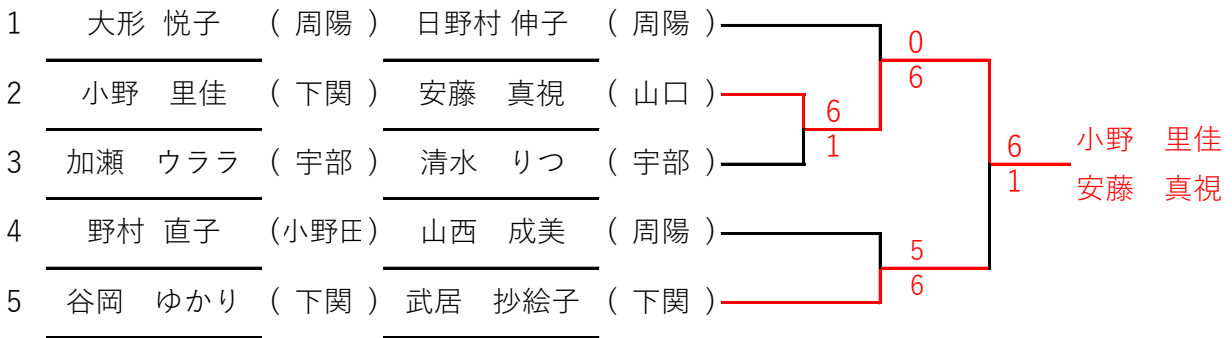 1 大形 悦子 ( 周陽 ) 日野村 伸子 ( 周陽 )
0
6
2 小野 里佳 ( 下関 ) 安藤 真視 ( 山口 )
6
1
6
1
小野 里佳
安藤 真視
3 加瀬 ウララ ( 宇部 ) 清水 りつ ( 宇部 )
4 野村 直子 (小野田) 山西 成美 ( 周陽 )
5
6
5 谷岡 ゆかり ( 下関 ) 武居 抄絵子 ( 下関 )